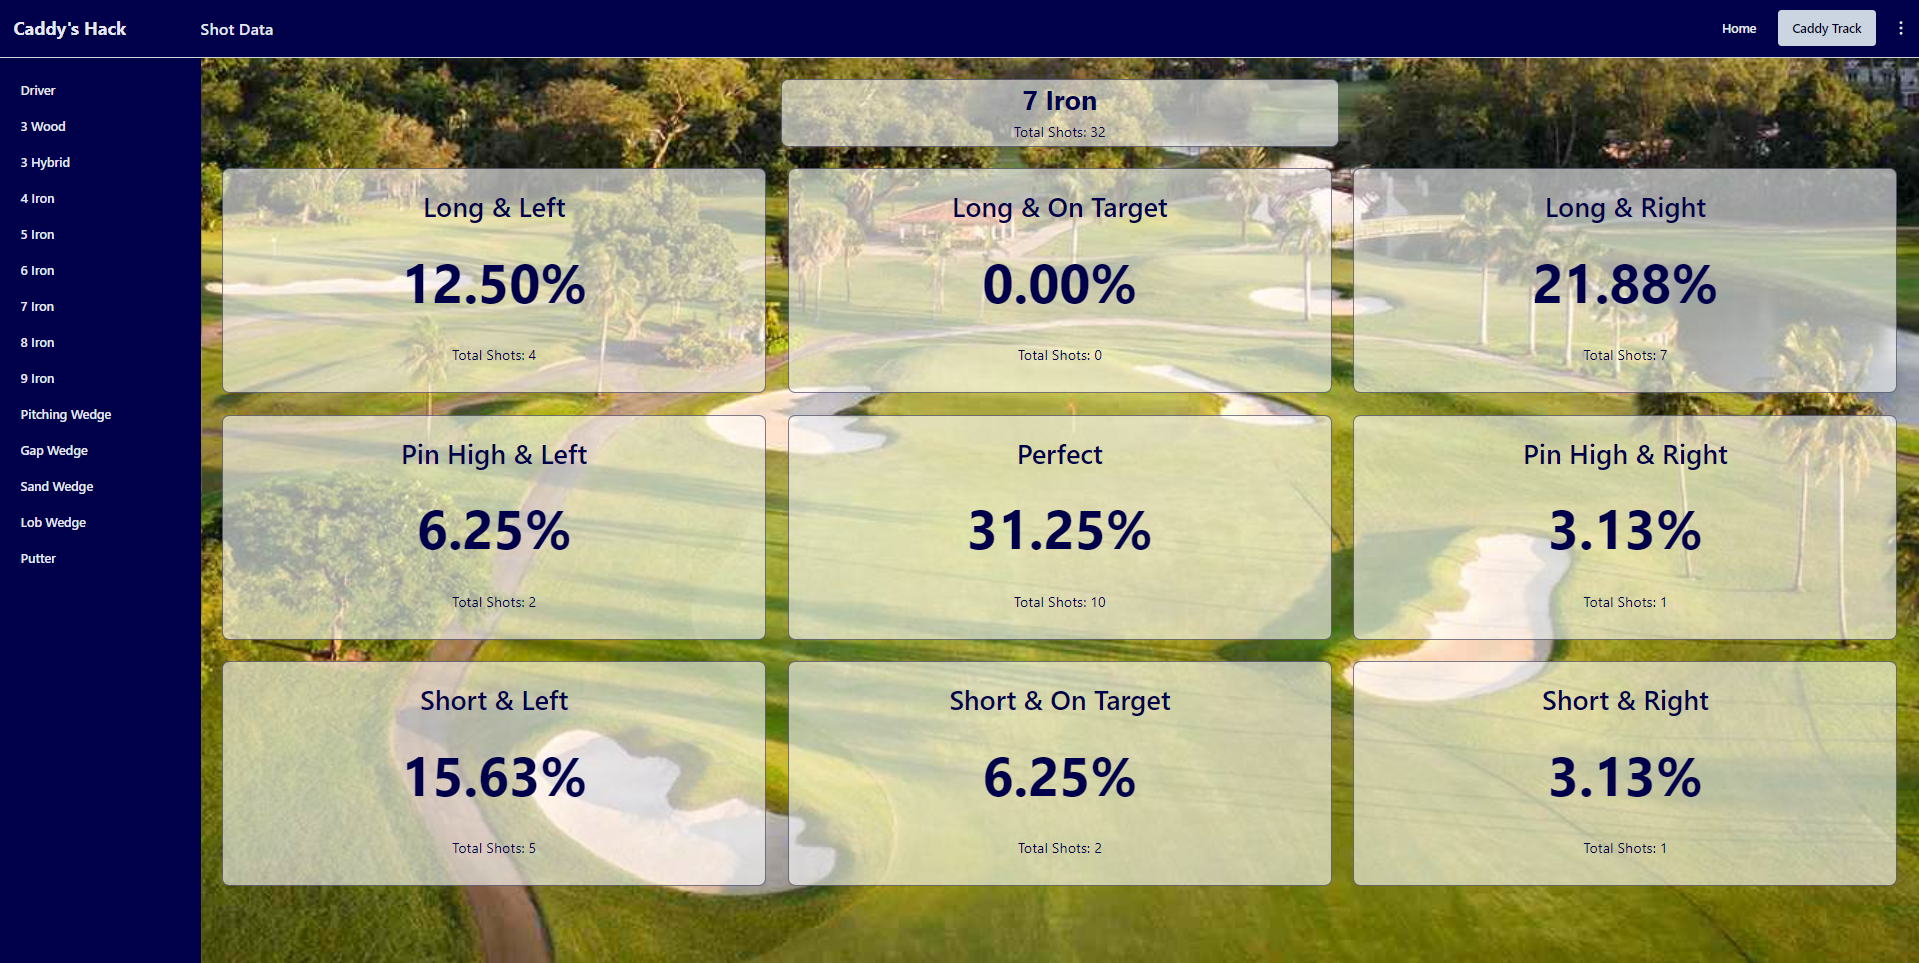 Caddy's Hack
Shot Data
Home
Caddy Track
Driver
3 Wood
3 Hybrid
4 Iron
5 Iron
6 Iron
7 Iron
8 Iron
9 Iron
Pitching Wedge
Gap Wedge
Sand Wedge
Lob Wedge
Putter
7 Iron
Total Shots: 32
Long & Left
12.50%
Total Shots: 4
Long & On Target
0.00%
Total Shots: 0
Long & Right
21.88%
Total Shots: 7
Pin High & Left
6.25%
Total Shots: 2
Perfect
31.25%
Total Shots: 10
Pin High & Right
3.13%
Total Shots: 1
Short & Left
15.63%
Total Shots: 5
Short & On Target
6.25%
Total Shots: 2
Short & Right
3.13%
Total Shots: 1